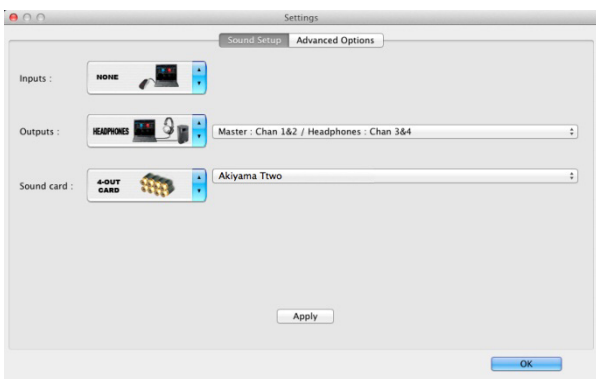 Settings
Sound Setup Advanced Options
Inputs :
NONE
Outputs :
HEADPHONES
Master : Chan 1&2 / Headphones : Chan 3&4
Sound card :
4-OUT
CARD
Akiyama Ttwo
Apply
OK